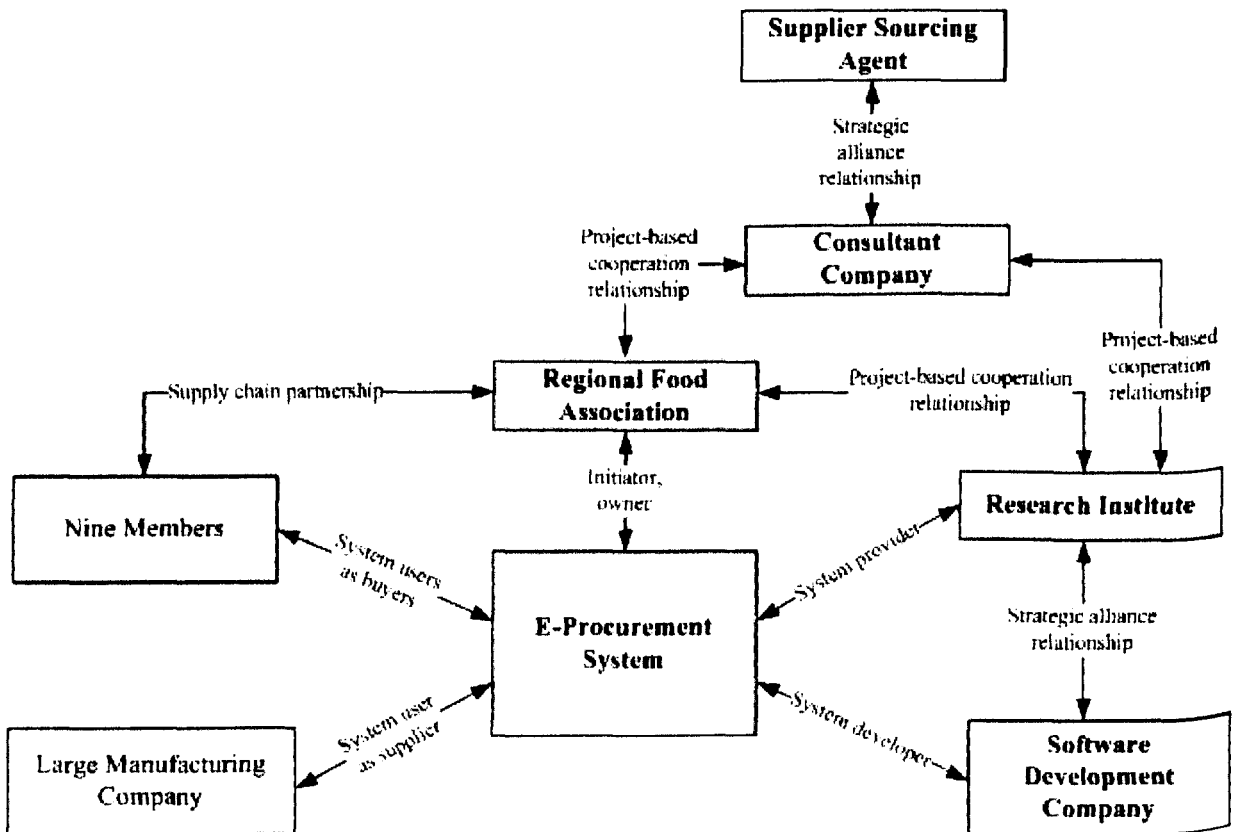 Supplier Sourcing
Agent
Strategic
alliance
relationship
Project-based
cooperation
relationship
Consultant
Company
Project-based
cooperation
relationship
Supply chain partnership
Regional Food
Association
Project-based cooperation
relationship
Initiator,
owner
Nine Members
Research Institute
System users
as buyers
System provider
E-Procurement
System
Strategic alliance
relationship
System user
as supplier
System developer
Large Manufacturing
Company
Software
Development
Company